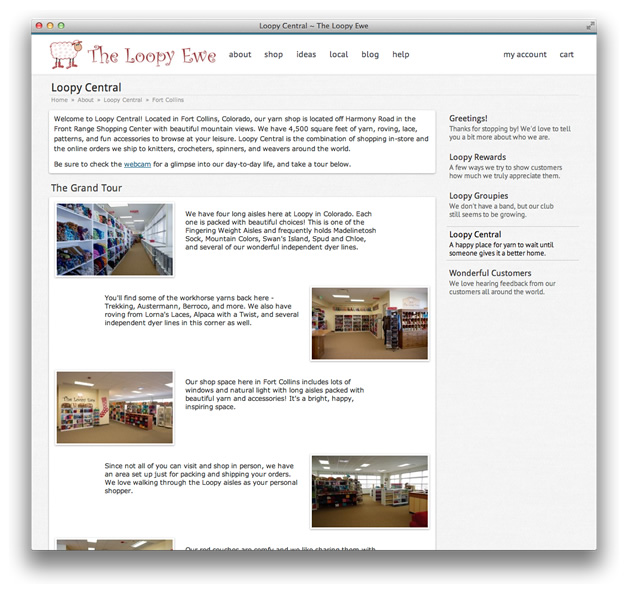 Loopy Central ~ The Loopy Ewe
The Loopy Ewe
about shop ideas local blog help my account cart
Loopy Central
Home » About » Loopy Central » Fort Collins
Welcome to Loopy Central! Located in Fort Collins, Colorado, our yarn shop is located off Harmony Road in the
Front Range Shopping Center with beautiful mountain views. We have 4,500 square feet of yarn, roving, lace,
patterns, and fun accessories to browse at your leisure. Loopy Central is the combination of shopping in-store and
the online orders we ship to knitters, crocheters, spinners, and weavers around the world.
Be sure to check the webcam for a glimpse into our day-to-day life, and take a tour below.
The Grand Tour
We have four long aisles here at Loopy in Colorado. Each
one is packed with beautiful choices! This is one of the
Fingering Weight Aisles and frequently holds Madelinetosh
Sock, Mountain Colors, Swan's Island, Spud and Chloe,
and several of our wonderful independent dyer lines.
You'll find some of the workhorse yarns back here -
Trekking, Austermann, Berroco, and more. We also have
roving from Lorna's Laces, Alpaca with a Twist, and several
independent dyer lines in this corner as well.
The Loopy Ewe
Our shop space here in Fort Collins includes lots of
windows and natural light with long aisles packed with
beautiful yarn and accessories! It's a bright, happy,
inspiring space.
Since not all of you can visit and shop in person, we have
an area set up just for packing and shipping your orders.
We love walking through the Loopy aisles as your personal
shopper.
Our red couches are comfy and we like sharing them with
Greetings!
Thanks for stopping by! We'd love to tell
you a bit more about who we are.
Loopy Rewards
A few ways we try to show customers
how much we truly appreciate them.
Loopy Groupies
We don't have a band, but our club
still seems to be growing.
Loopy Central
A happy place for yarn to wait until
someone gives it a better home.
Wonderful Customers
We love hearing feedback from our
customers all around the world.